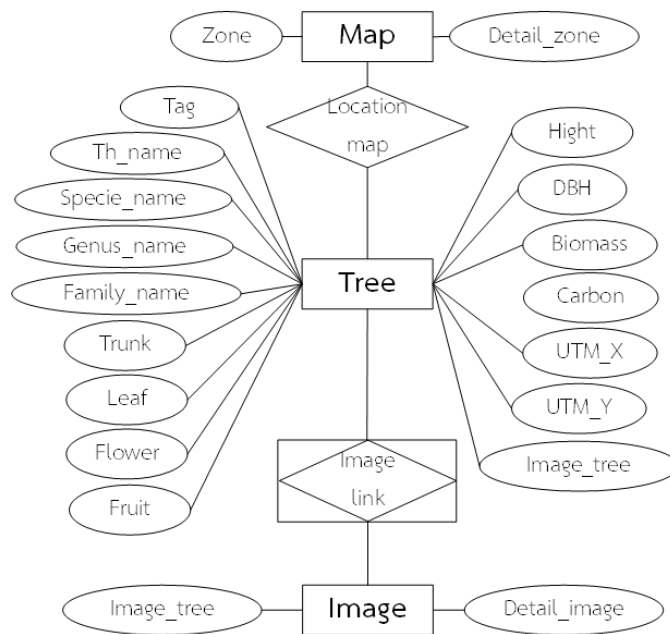 Zone
Map
Detail_zone
Location
map
Tag
Th_name
Specie_name
Genus_name
Family_name
Trunk
Leaf
Flower
Fruit
Tree
Hight
DBH
Biomass
Carbon
UTM_X
UTM_Y
Image_tree
Image
link
Image_tree
Image
Detail_image